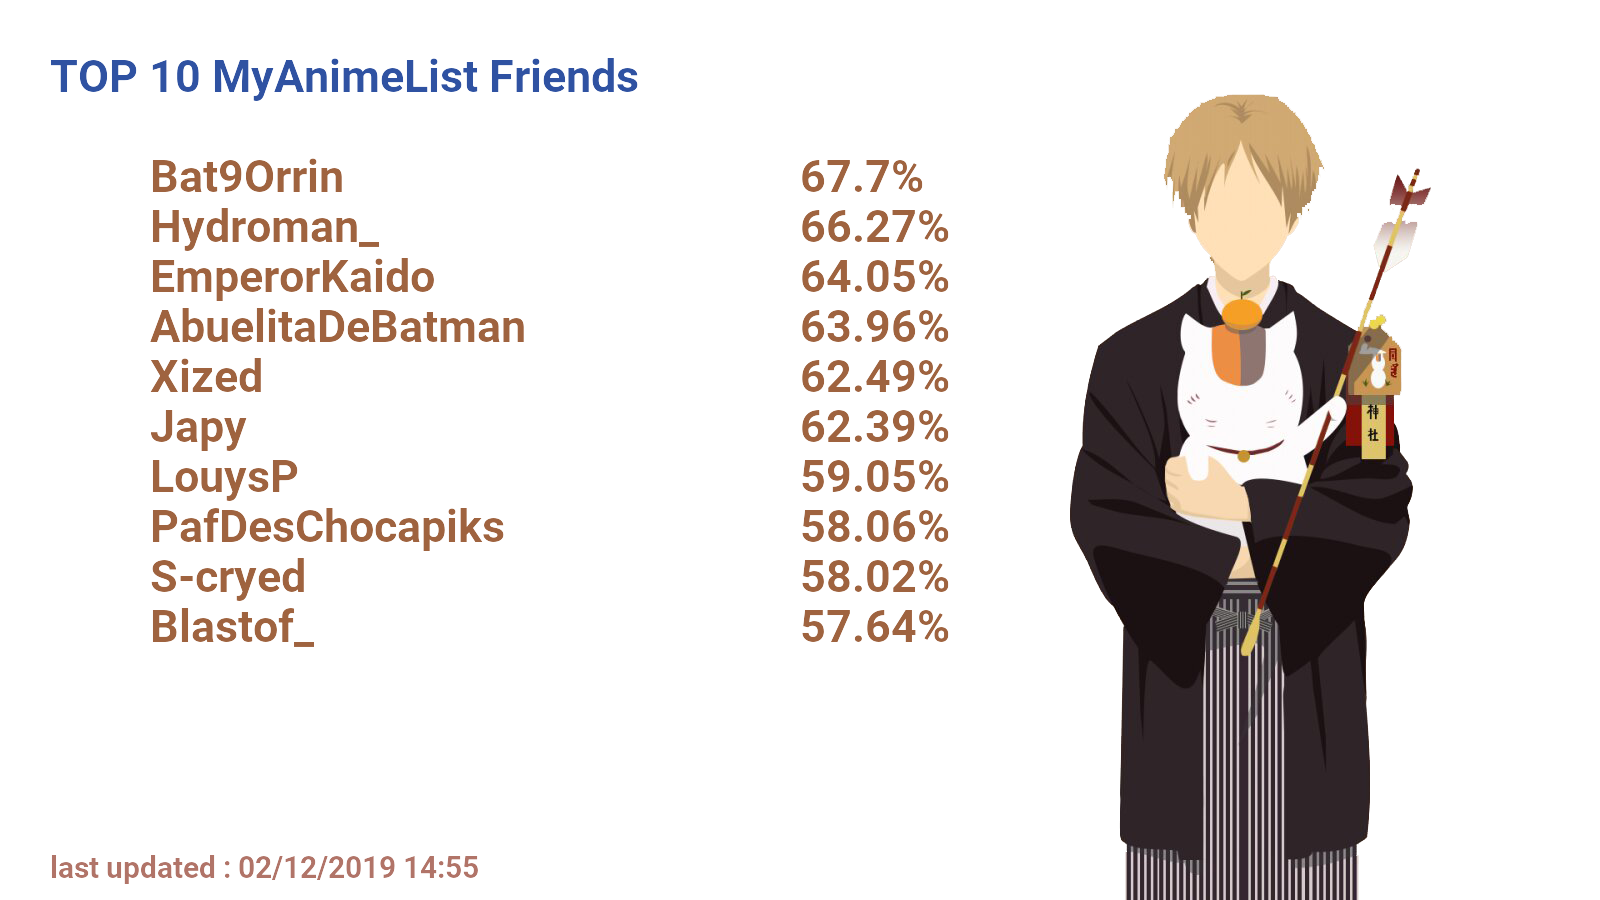 TOP 10 MyAnimeList Friends
Bat9Orrin 67.7%
Hydroman_ 66.27%
EmperorKaido 64.05%
AbuelitaDeBatman 63.96%
Xized 62.49%
Japy 62.39%
LouysP 59.05%
PafDesChocapiks 58.06%
S-cryed 58.02%
Blastof_ 57.64%
神
社
last updated : 02/12/2019 14:55